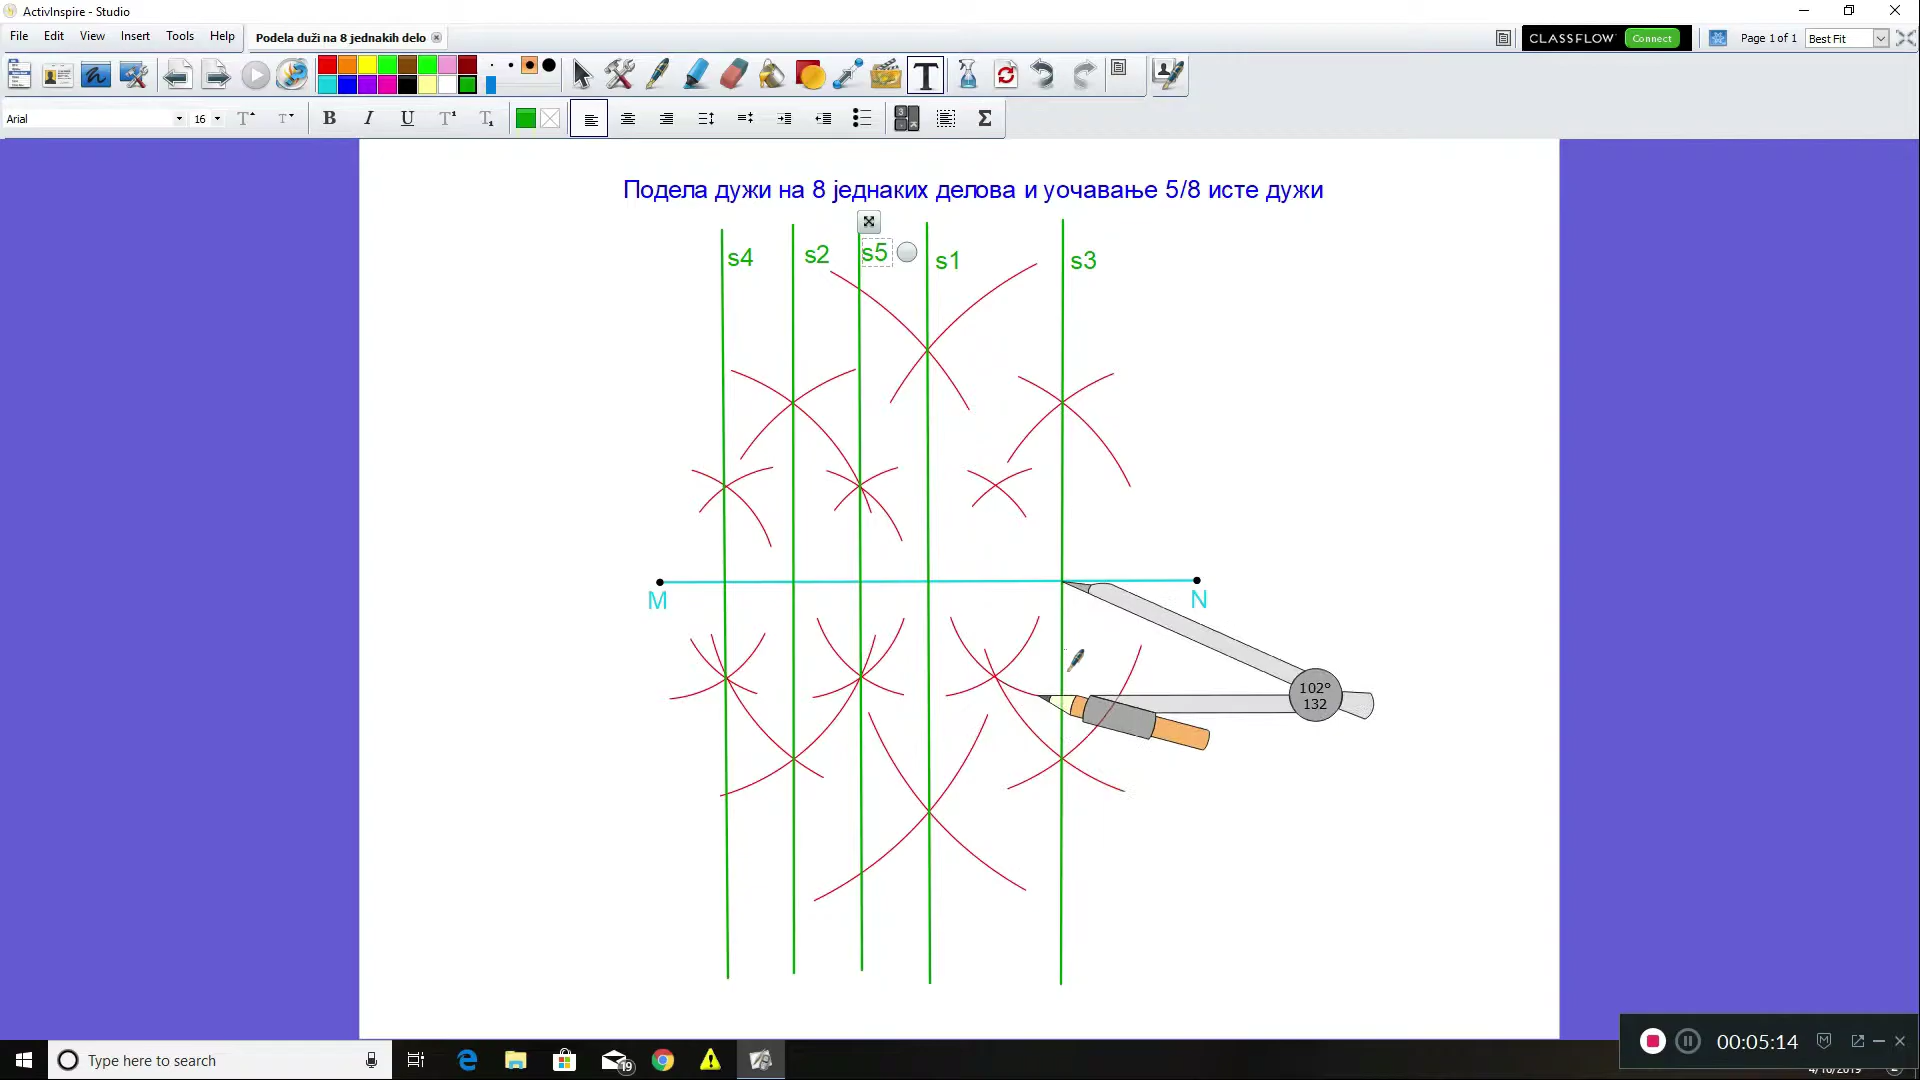 ActivInspire - Studio
File Edit View Insert Tools Help
Podela duži na 8 jednakih delo
CLASSFLOW Connect
Page 1 of 1 Best Fit
Arial 16
B I U T T
Подела дужи на 8 једнаких делова и уочавање 5/8 исте дужи
s4 s2 s5 s1 s3
M N
102°
132
Type here to search
19
00:05:14